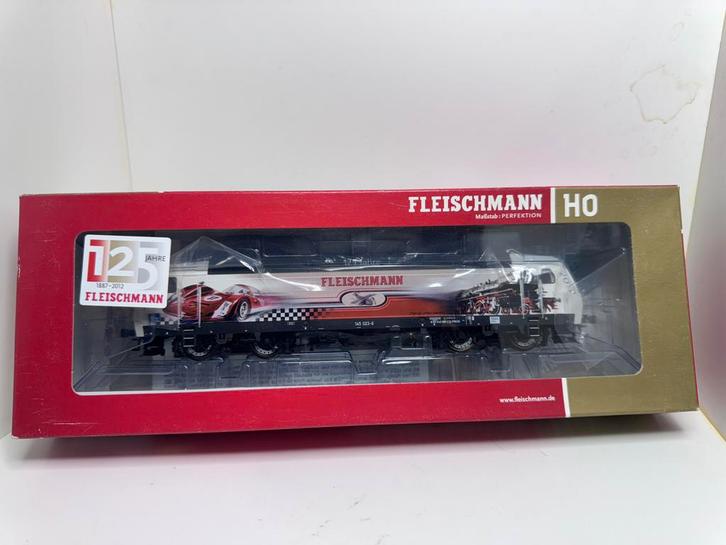 FLEISCHMANN HO
Maßstab: PERFEKTION
125 JAHRE
1887-2012
FLEISCHMANN
FLEISCHMANN
145 023-6
www.fleischmann.de